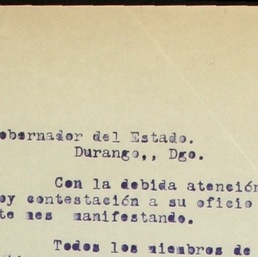 obernador del Estado.
Durango,, Dgo.
Con la debida atención
oy contestación a su oficio
te mes manifestando.
Todos los miembros de